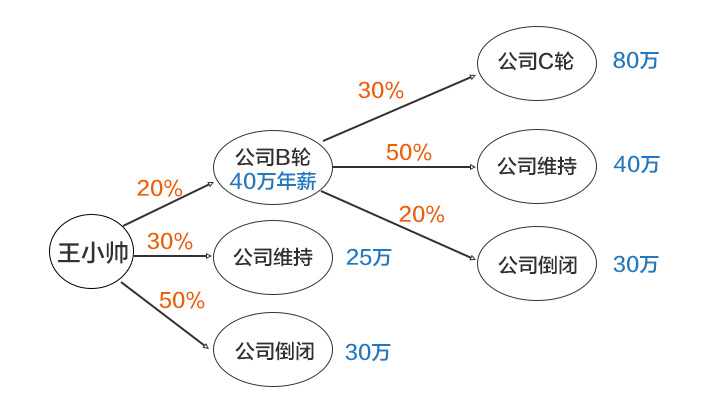 公司C轮
80万
30%
公司B轮
40万年薪
50%
公司维持
40万
20%
20%
王小帅
30%
公司维持
25万
公司倒闭
30万
50%
公司倒闭
30万